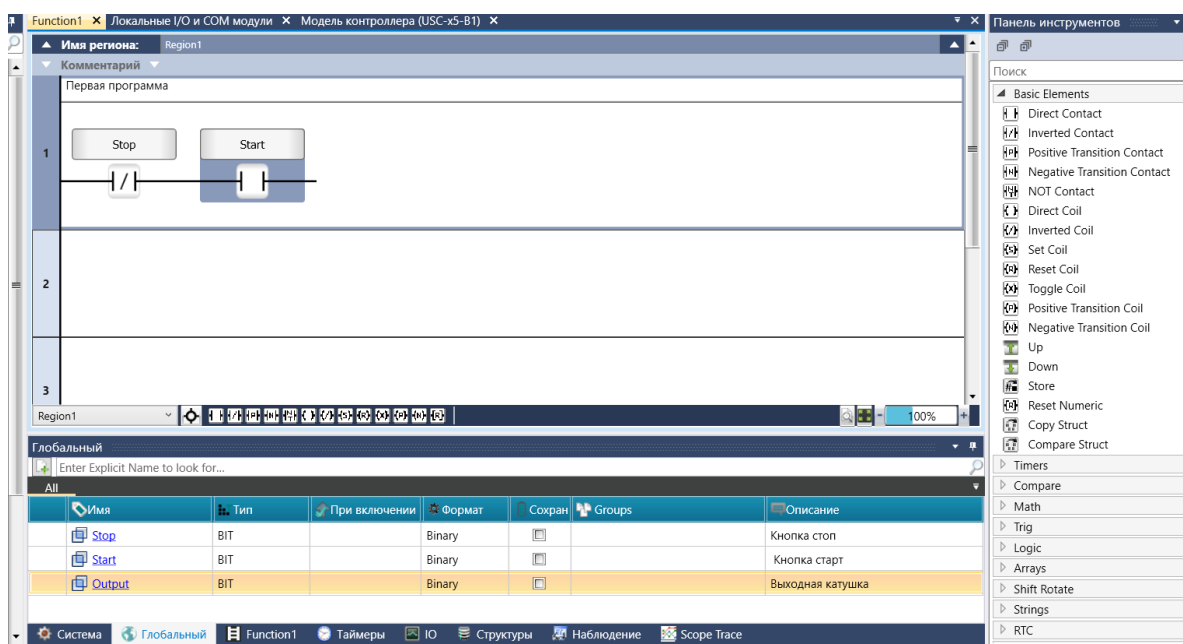 Function1 ✕ Локальные I/O и COM модули ✕ Модель контроллера (USC-x5-B1) ✕
Имя региона: Region1
Комментарий
Первая программа
1
Stop Start
2
3
Region1
100%
Глобальный
Enter Explicit Name to look for...
All
Имя Тип При включении Формат Сохран Groups Описание
Stop BIT Binary Кнопка стоп
Start BIT Binary Кнопка старт
Output BIT Binary Выходная катушка
Система Глобальный Function1 Таймеры IO Структуры Наблюдение Scope Trace
Панель инструментов
Поиск
Basic Elements
Direct Contact
Inverted Contact
Positive Transition Contact
Negative Transition Contact
NOT Contact
Direct Coil
Inverted Coil
Set Coil
Reset Coil
Toggle Coil
Positive Transition Coil
Negative Transition Coil
Up
Down
Store
Reset Numeric
Copy Struct
Compare Struct
Timers
Compare
Math
Trig
Logic
Arrays
Shift Rotate
Strings
RTC